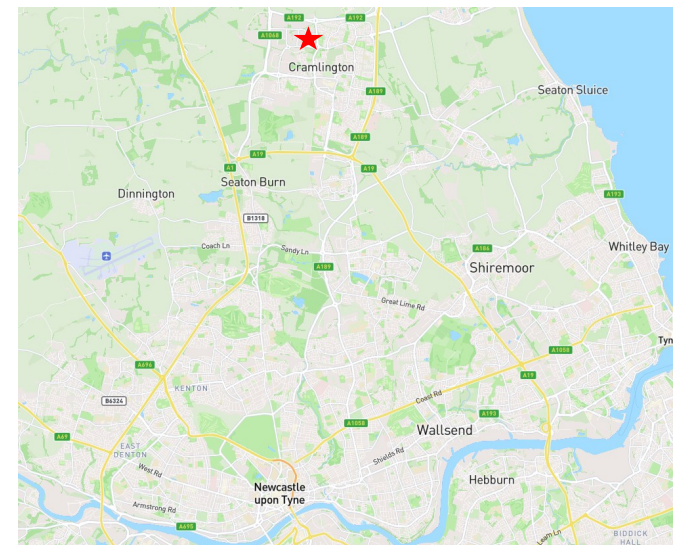 A192
A192
A1068
Cramlington
Seaton Sluice
A189
A189
A19
A19
A1
Seaton Burn
Dinnington
A193
B1318
Coach Ln
Sandy Ln
A186
Whitley Bay
A189
Shiremoor
Great Lime Rd
Tyn
A1058
A696
A19
KENTON
Coast Rd
B6324
A193
A1058
Wallsend
A69
EAST
DENTON
Shields Rd
West Rd
Hebburn
Newcastle
upon Tyne
Armstrong Rd
A695
Leam Ln
BIDDICK
HALL